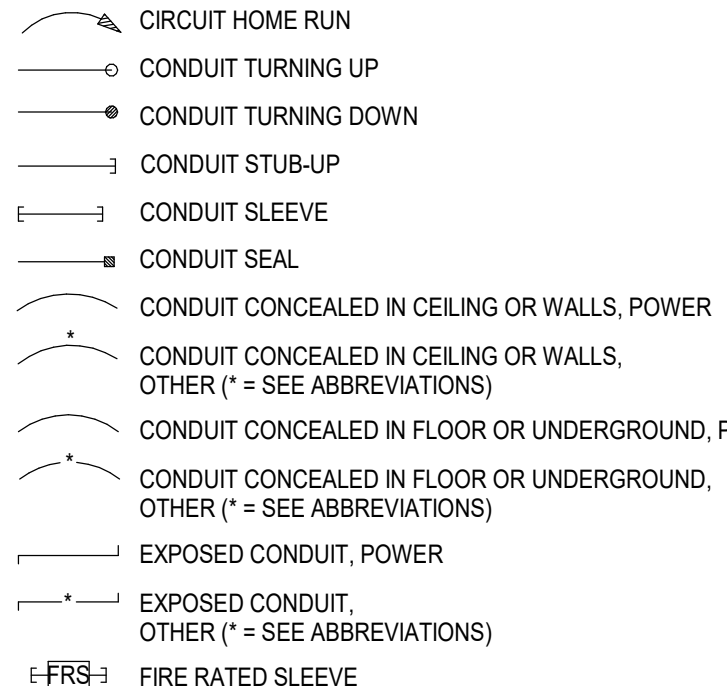 CIRCUIT HOME RUN
CONDUIT TURNING UP
CONDUIT TURNING DOWN
CONDUIT STUB-UP
CONDUIT SLEEVE
CONDUIT SEAL
CONDUIT CONCEALED IN CEILING OR WALLS, POWER
* CONDUIT CONCEALED IN CEILING OR WALLS,
OTHER (* = SEE ABBREVIATIONS)
CONDUIT CONCEALED IN FLOOR OR UNDERGROUND,
* CONDUIT CONCEALED IN FLOOR OR UNDERGROUND,
OTHER (* = SEE ABBREVIATIONS)
EXPOSED CONDUIT, POWER
* EXPOSED CONDUIT,
OTHER (* = SEE ABBREVIATIONS)
FRS FIRE RATED SLEEVE